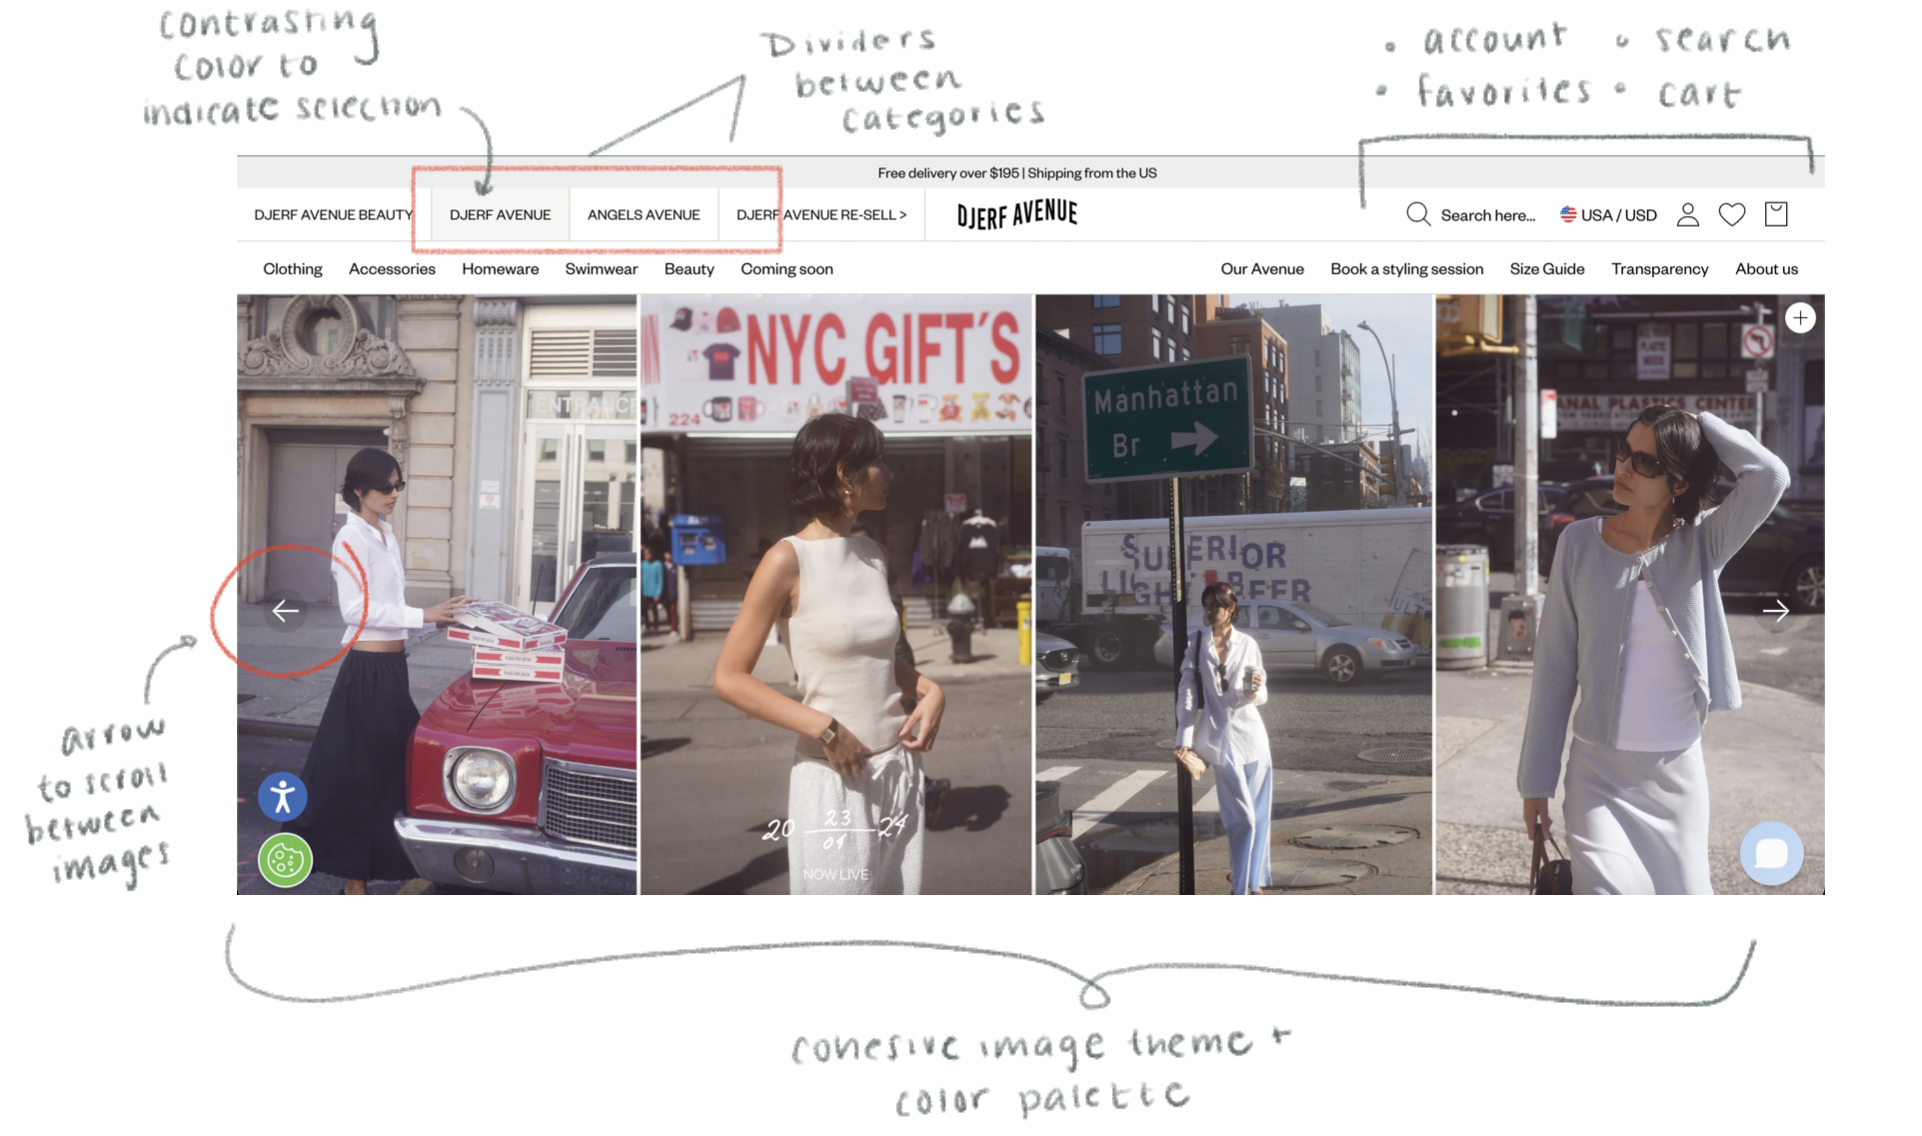 contrasting
color to
indicate selection
Dividers
between
categories
• account • search
• favorites • cart
Free delivery over $195 | Shipping from the US
DJERF AVENUE BEAUTY
DJERF AVENUE
ANGELS AVENUE
DJERF AVENUE RE-SELL >
DJERF AVENUE
Search here...
USA / USD
Clothing
Accessories
Homeware
Swimwear
Beauty
Coming soon
Our Avenue
Book a styling session
Size Guide
Transparency
About us
ENTRANCE
NYC GIFT'S
224
Manhattan
Br
SUPERIOR
LIGHT BEER
PLASTIC
CANAL PLASTICS CENTER
20 23 24
04
NOW LIVE
arrow
to scroll
between
images
cohesive image theme +
color palette